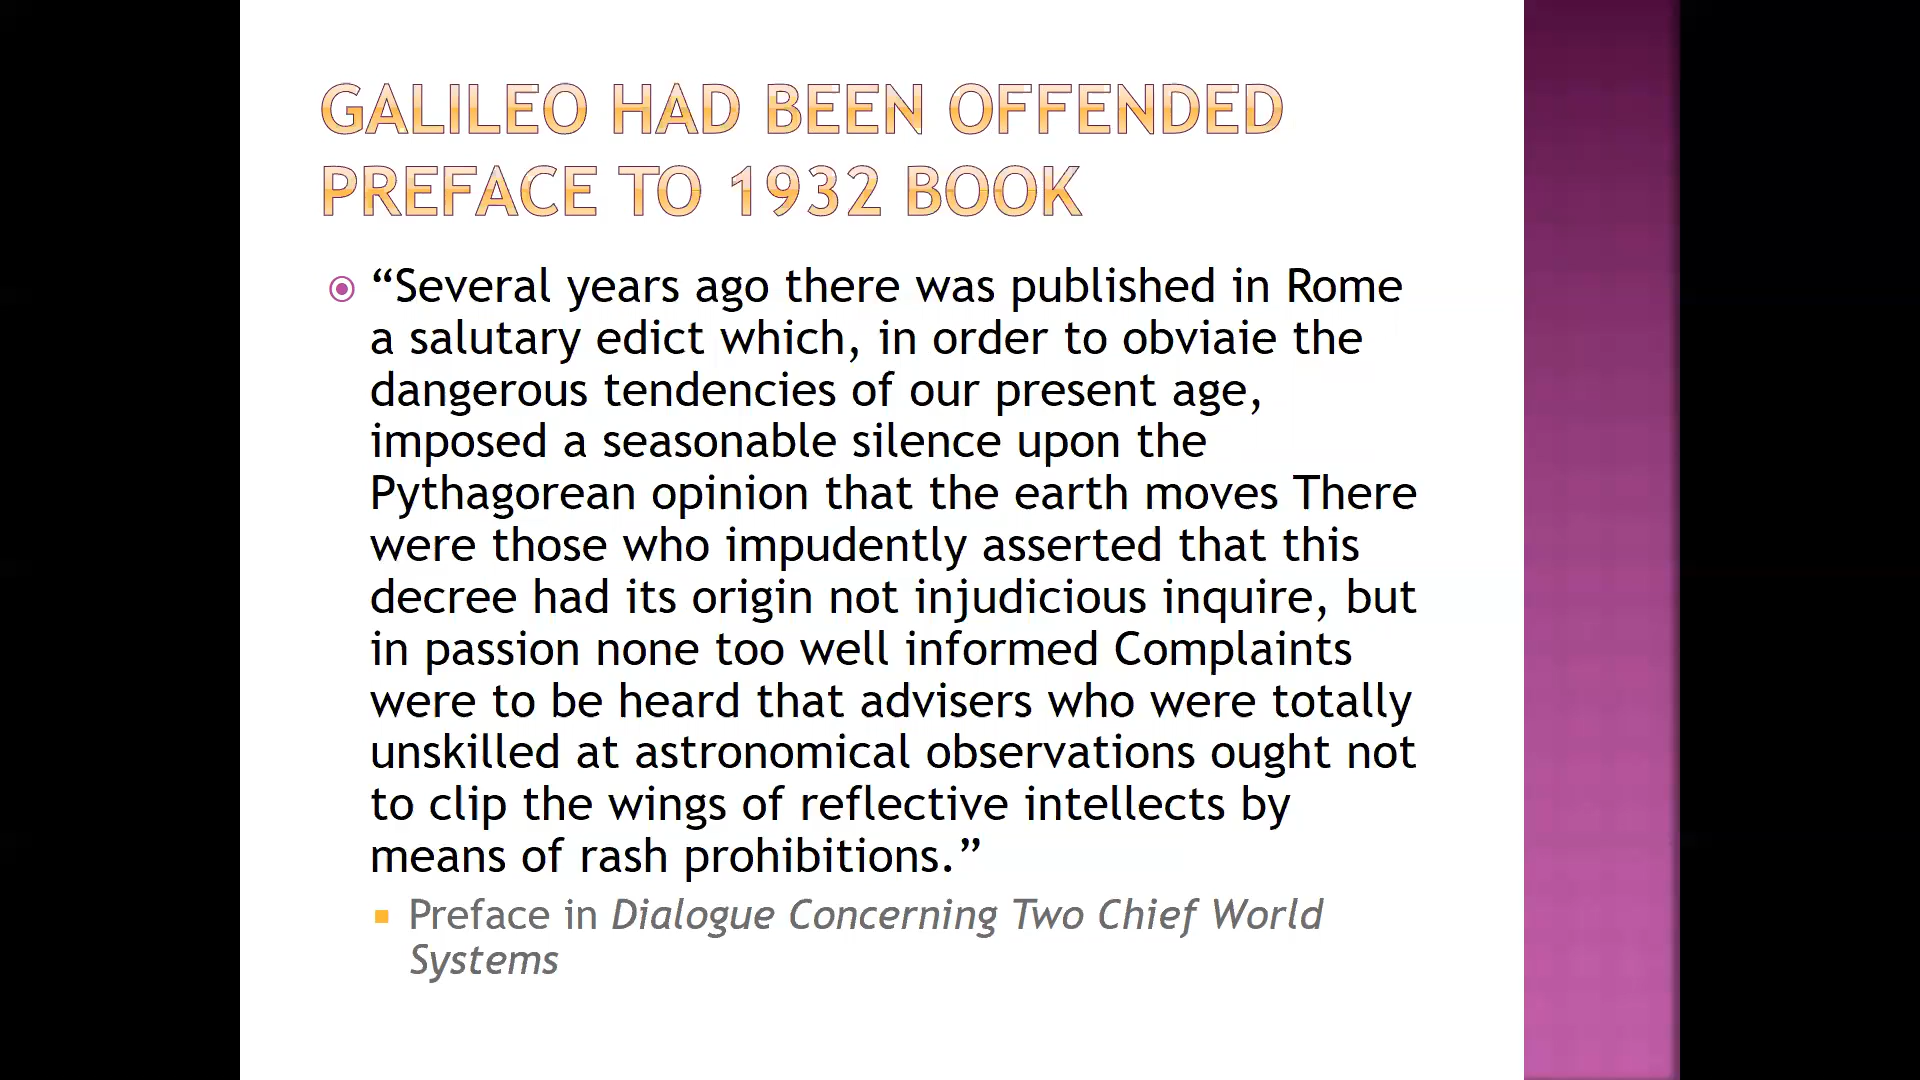 GALILEO HAD BEEN OFFENDED
PREFACE TO 1932 BOOK
“Several years ago there was published in Rome
a salutary edict which, in order to obviaie the
dangerous tendencies of our present age,
imposed a seasonable silence upon the
Pythagorean opinion that the earth moves There
were those who impudently asserted that this
decree had its origin not injudicious inquire, but
in passion none too well informed Complaints
were to be heard that advisers who were totally
unskilled at astronomical observations ought not
to clip the wings of reflective intellects by
means of rash prohibitions.”
Preface in Dialogue Concerning Two Chief World
Systems